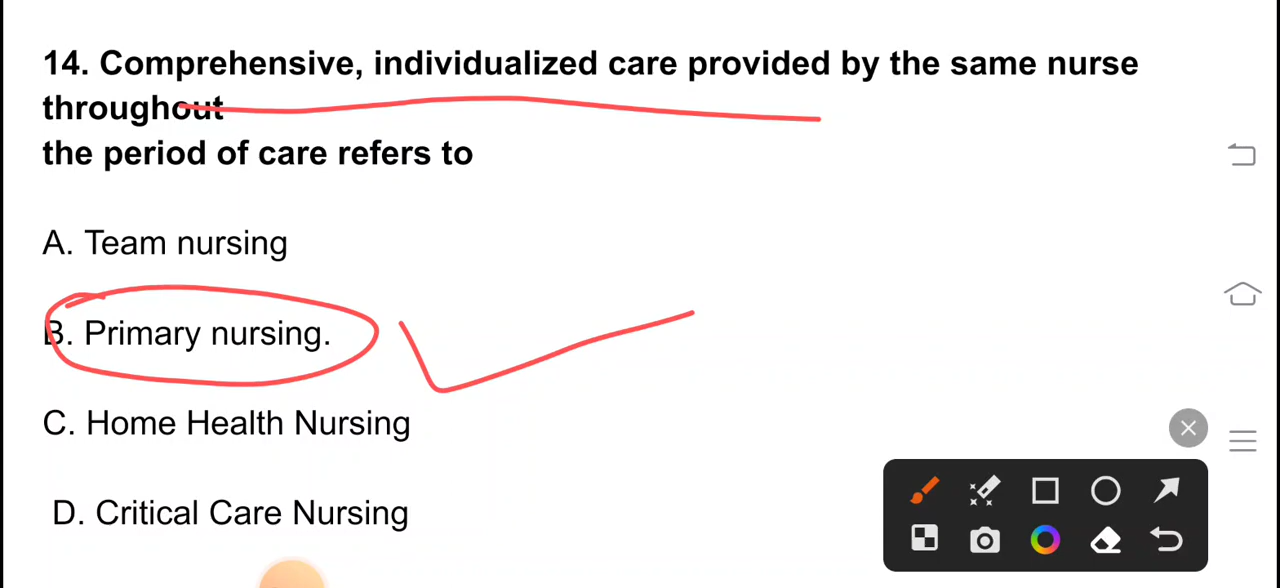 14. Comprehensive, individualized care provided by the same nurse
throughout
the period of care refers to
A. Team nursing
B. Primary nursing.
C. Home Health Nursing
D. Critical Care Nursing